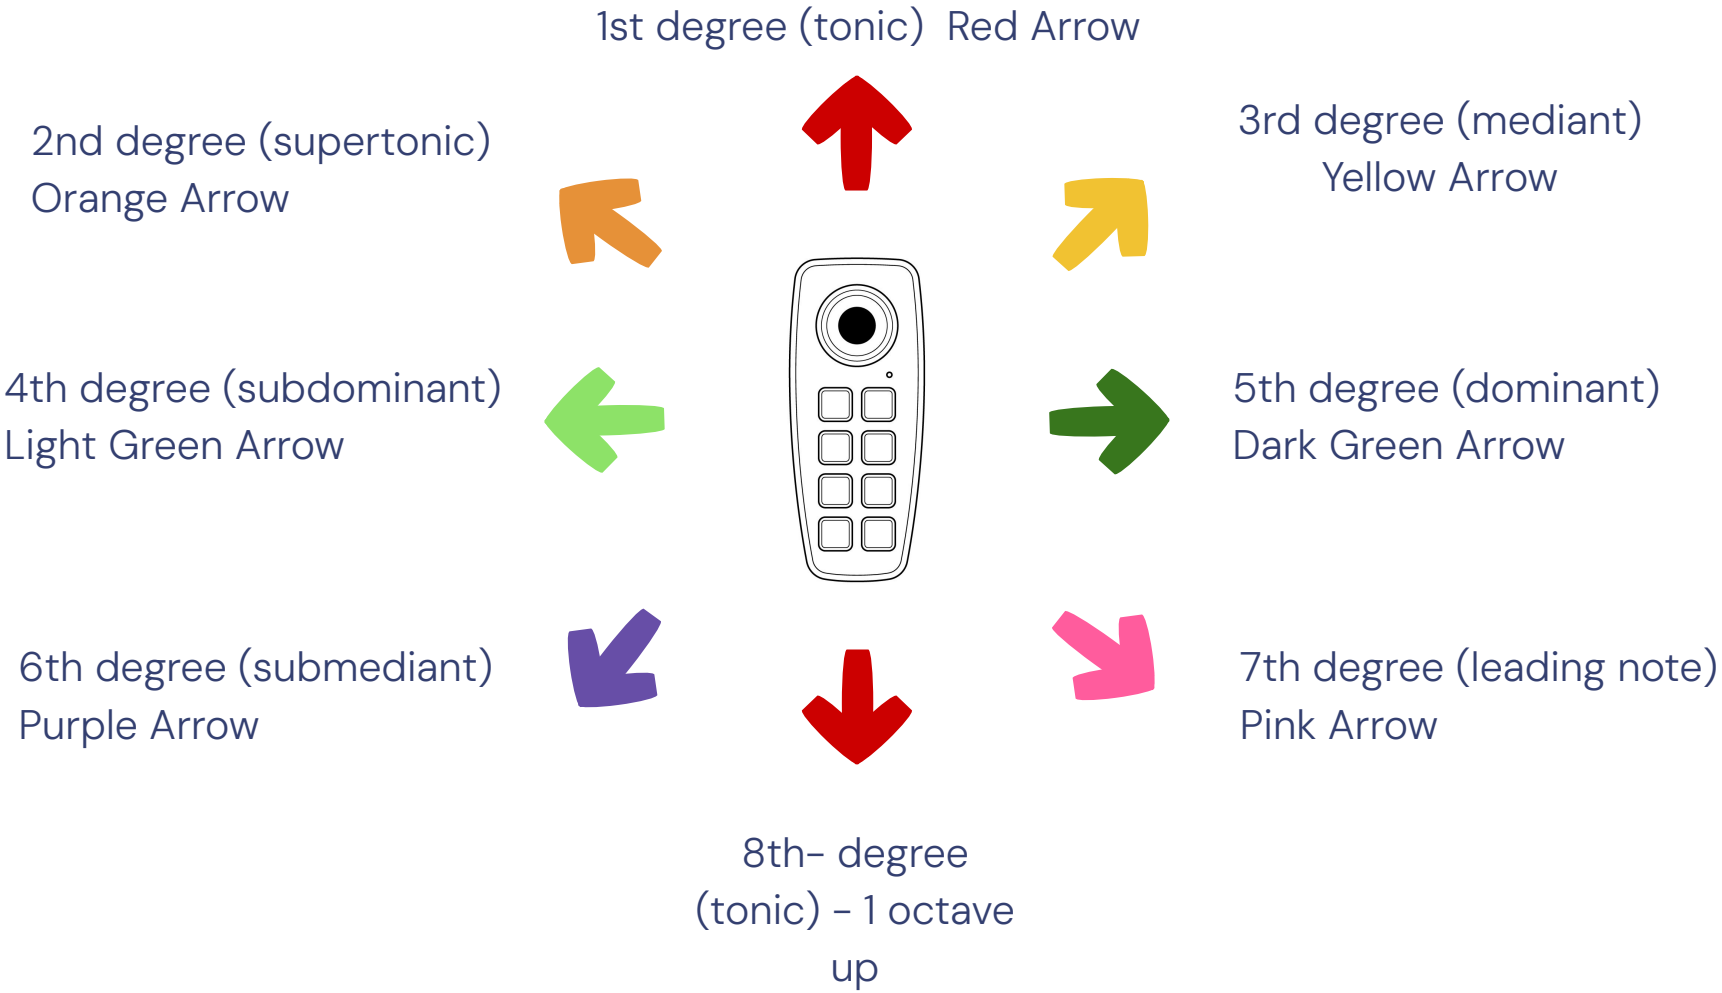 1st degree (tonic)  Red Arrow
2nd degree (supertonic)
Orange Arrow
3rd degree (mediant)
Yellow Arrow
4th degree (subdominant)
Light Green Arrow
5th degree (dominant)
Dark Green Arrow
6th degree (submediant)
Purple Arrow
7th degree (leading note)
Pink Arrow
8th- degree
(tonic) - 1 octave
up